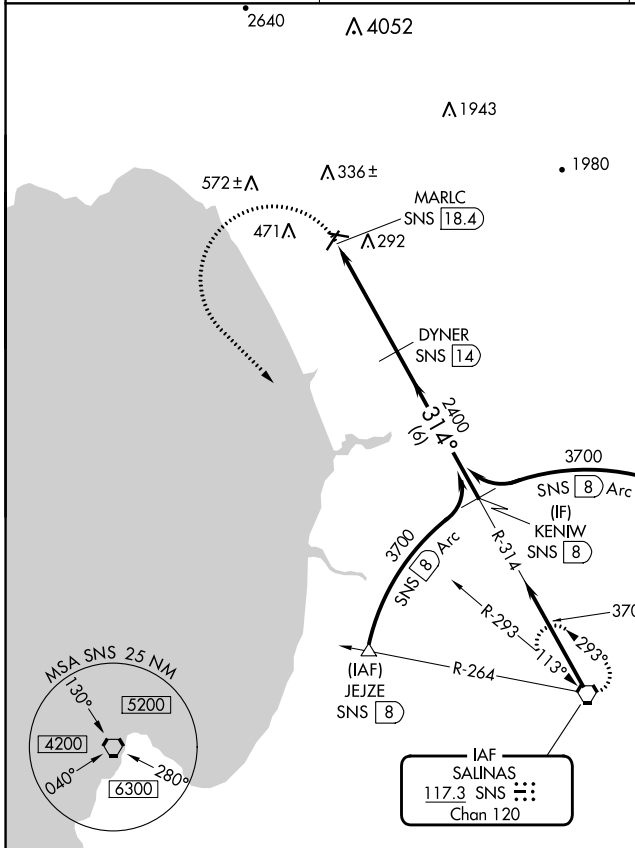 2640
4052
1943
1980
572±
336±
MARLC
SNS 18.4
471
292
DYNER
SNS 14
2400
314°
(6)
3700
SNS 8 Arc
(IF)
KENIW
SNS 8
3700
SNS 8 Arc
R-314
R-293
370
293°
113°
R-264
(IAF)
JEJZE
SNS 8
MSA SNS 25 NM
130°
5200
4200
040°
280°
6300
IAF
SALINAS
117.3 SNS
Chan 120